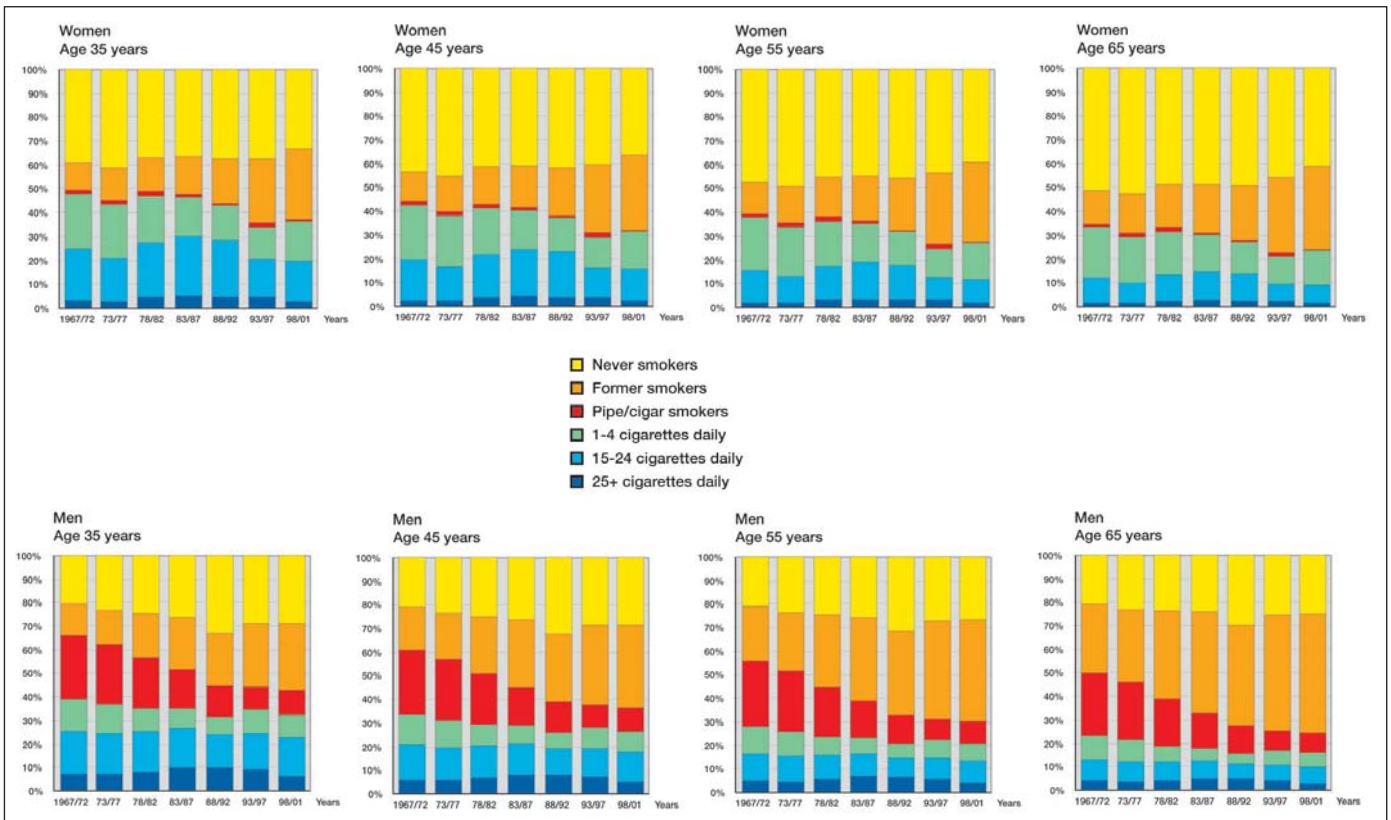 Women
Age 35 years
100%
90%
80%
70%
60%
50%
40%
30%
20%
10%
0%
1967/72 73/77 78/82 83/87 88/92 93/97 98/01 Years
Women
Age 45 years
100%
90%
80%
70%
60%
50%
40%
30%
20%
10%
0%
1967/72 73/77 78/82 83/87 88/92 93/97 98/01 Years
Women
Age 55 years
100%
90%
80%
70%
60%
50%
40%
30%
20%
10%
0%
1967/72 73/77 78/82 83/87 88/92 93/97 98/01 Years
Women
Age 65 years
100%
90%
80%
70%
60%
50%
40%
30%
20%
10%
0%
1967/72 73/77 78/82 83/87 88/92 93/97 98/01 Years
Never smokers
Former smokers
Pipe/cigar smokers
1-4 cigarettes daily
15-24 cigarettes daily
25+ cigarettes daily
Men
Age 35 years
100%
90%
80%
70%
60%
50%
40%
30%
20%
10%
0%
1967/72 73/77 78/82 83/87 88/92 93/97 98/01 Years
Men
Age 45 years
100%
90%
80%
70%
60%
50%
40%
30%
20%
10%
0%
1967/72 73/77 78/82 83/87 88/92 93/97 98/01 Years
Men
Age 55 years
100%
90%
80%
70%
60%
50%
40%
30%
20%
10%
0%
1967/72 73/77 78/82 83/87 88/92 93/97 98/01 Years
Men
Age 65 years
100%
90%
80%
70%
60%
50%
40%
30%
20%
10%
0%
1967/72 73/77 78/82 83/87 88/92 93/97 98/01 Years